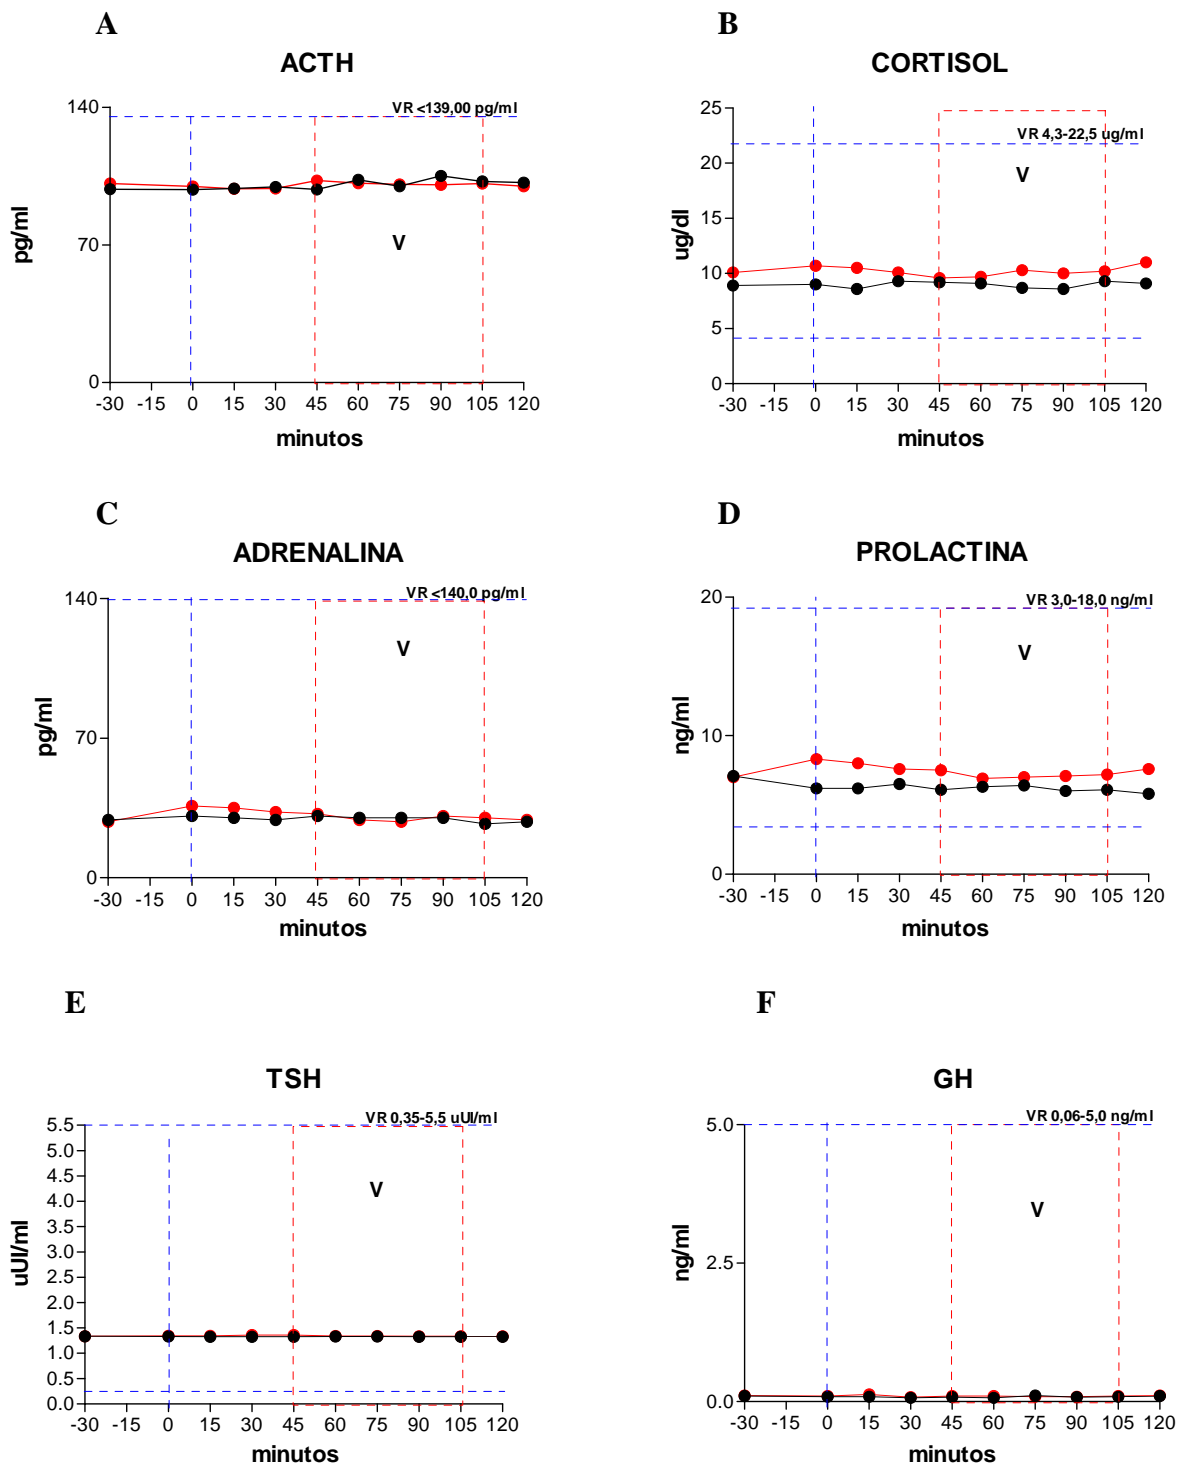 A
ACTH
VR <139,00 pg/ml
140
70
0
pg/ml
V
-30 -15 0 15 30 45 60 75 90 105 120
minutos
B
CORTISOL
VR 4,3-22,5 ug/ml
25
20
15
10
5
0
ug/dl
V
-30 -15 0 15 30 45 60 75 90 105 120
minutos
C
ADRENALINA
VR <140,0 pg/ml
140
70
0
pg/ml
V
-30 -15 0 15 30 45 60 75 90 105 120
minutos
D
PROLACTINA
VR 3,0-18,0 ng/ml
20
10
0
ng/ml
V
-30 -15 0 15 30 45 60 75 90 105 120
minutos
E
TSH
VR 0,35-5,5 uUI/ml
5.5
5.0
4.5
4.0
3.5
3.0
2.5
2.0
1.5
1.0
0.5
0.0
uUI/ml
V
-30 -15 0 15 30 45 60 75 90 105 120
minutos
F
GH
VR 0,06-5,0 ng/ml
5.0
2.5
0.0
ng/ml
V
-30 -15 0 15 30 45 60 75 90 105 120
minutos